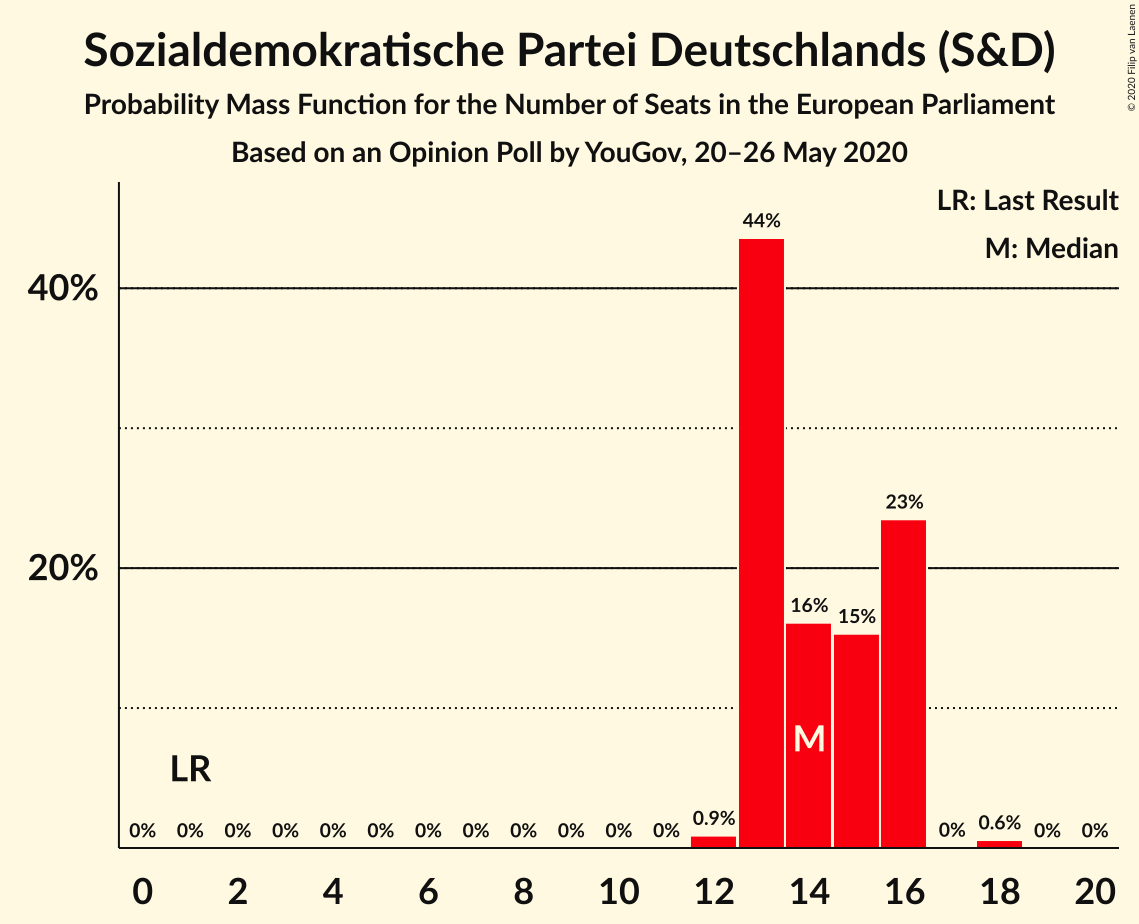 Sozialdemokratische Partei Deutschlands (S&D)
Probability Mass Function for the Number of Seats in the European Parliament
Based on an Opinion Poll by YouGov, 20–26 May 2020
© 2020 Filip van Laenen
LR: Last Result
M: Median
44%
40%
23%
20%
16%
15%
M
LR
0% 0% 0% 0% 0% 0% 0% 0% 0% 0% 0% 0% 0.9% 0% 0.6% 0% 0%
0 2 4 6 8 10 12 14 16 18 20